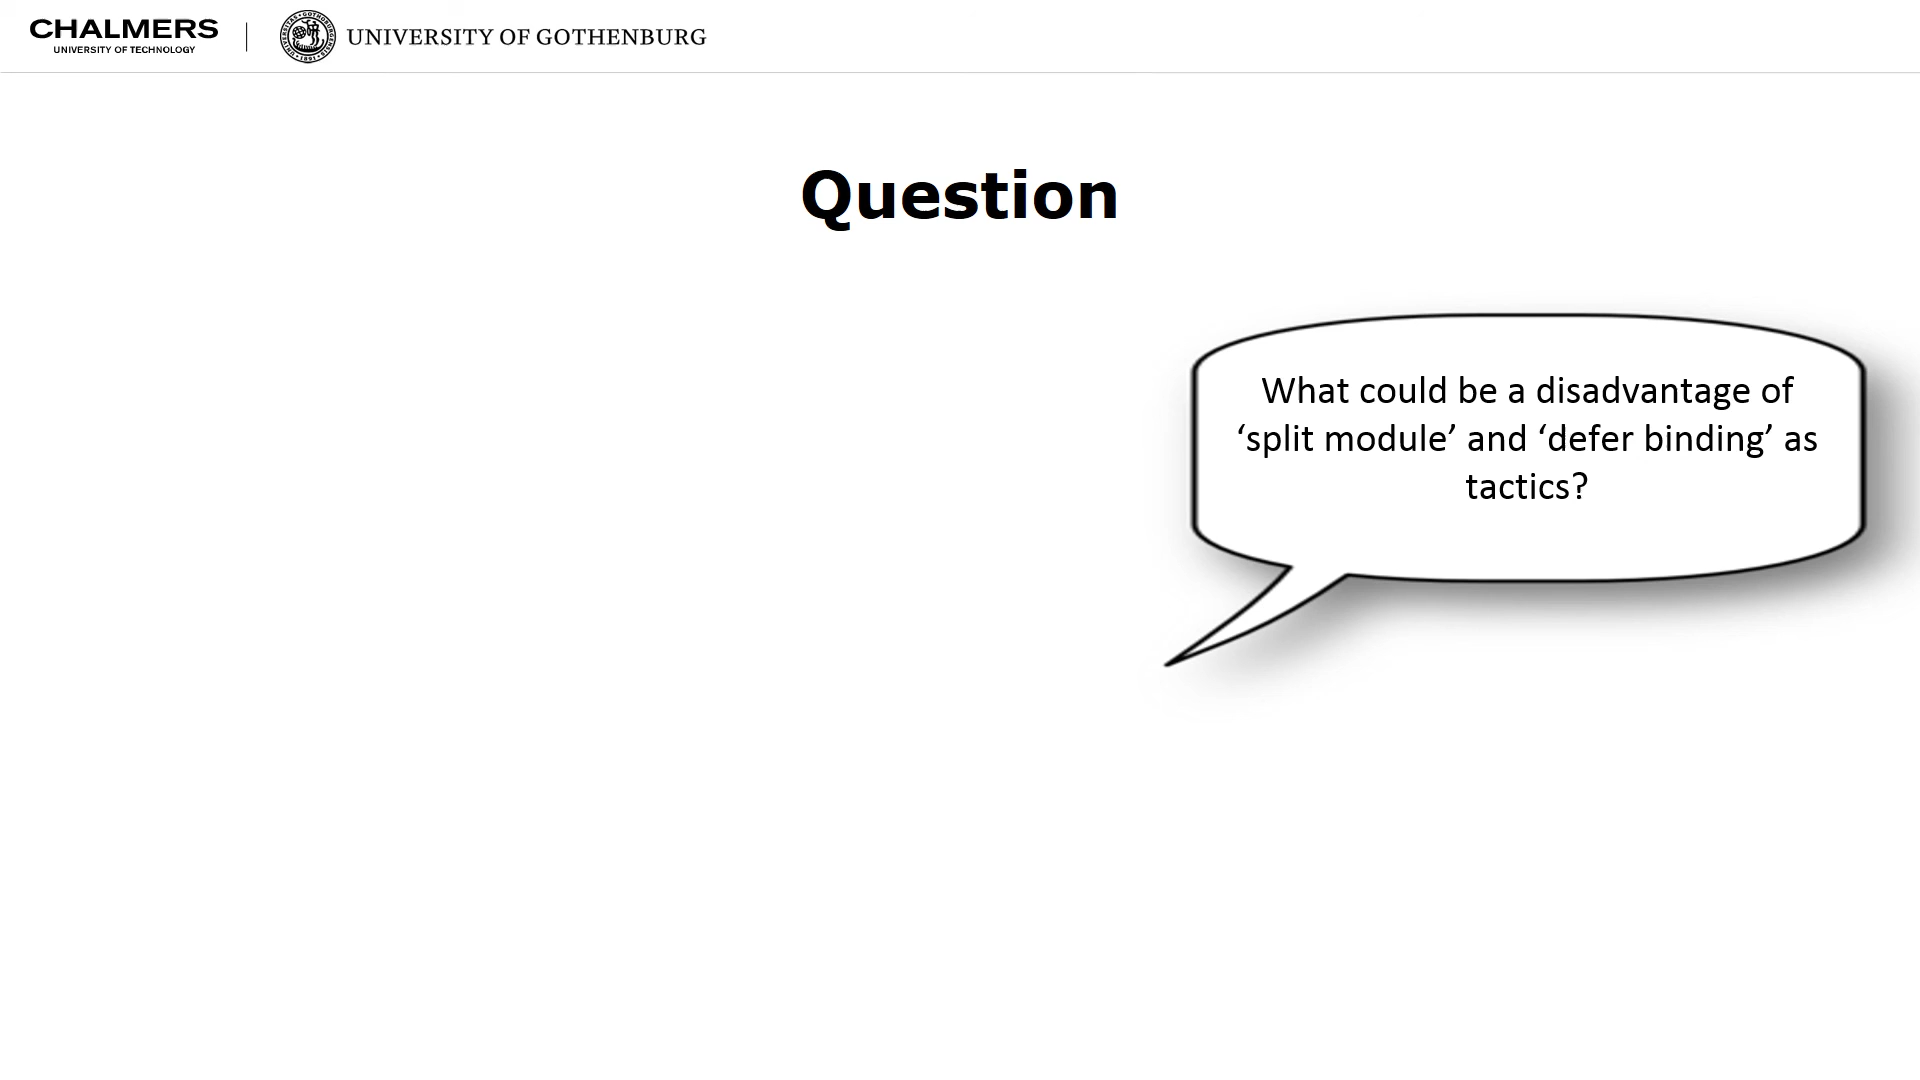 CHALMERS
UNIVERSITY OF TECHNOLOGY
UNIVERSITY OF GOTHENBURG
Question
What could be a disadvantage of
‘split module’ and ‘defer binding’ as
tactics?